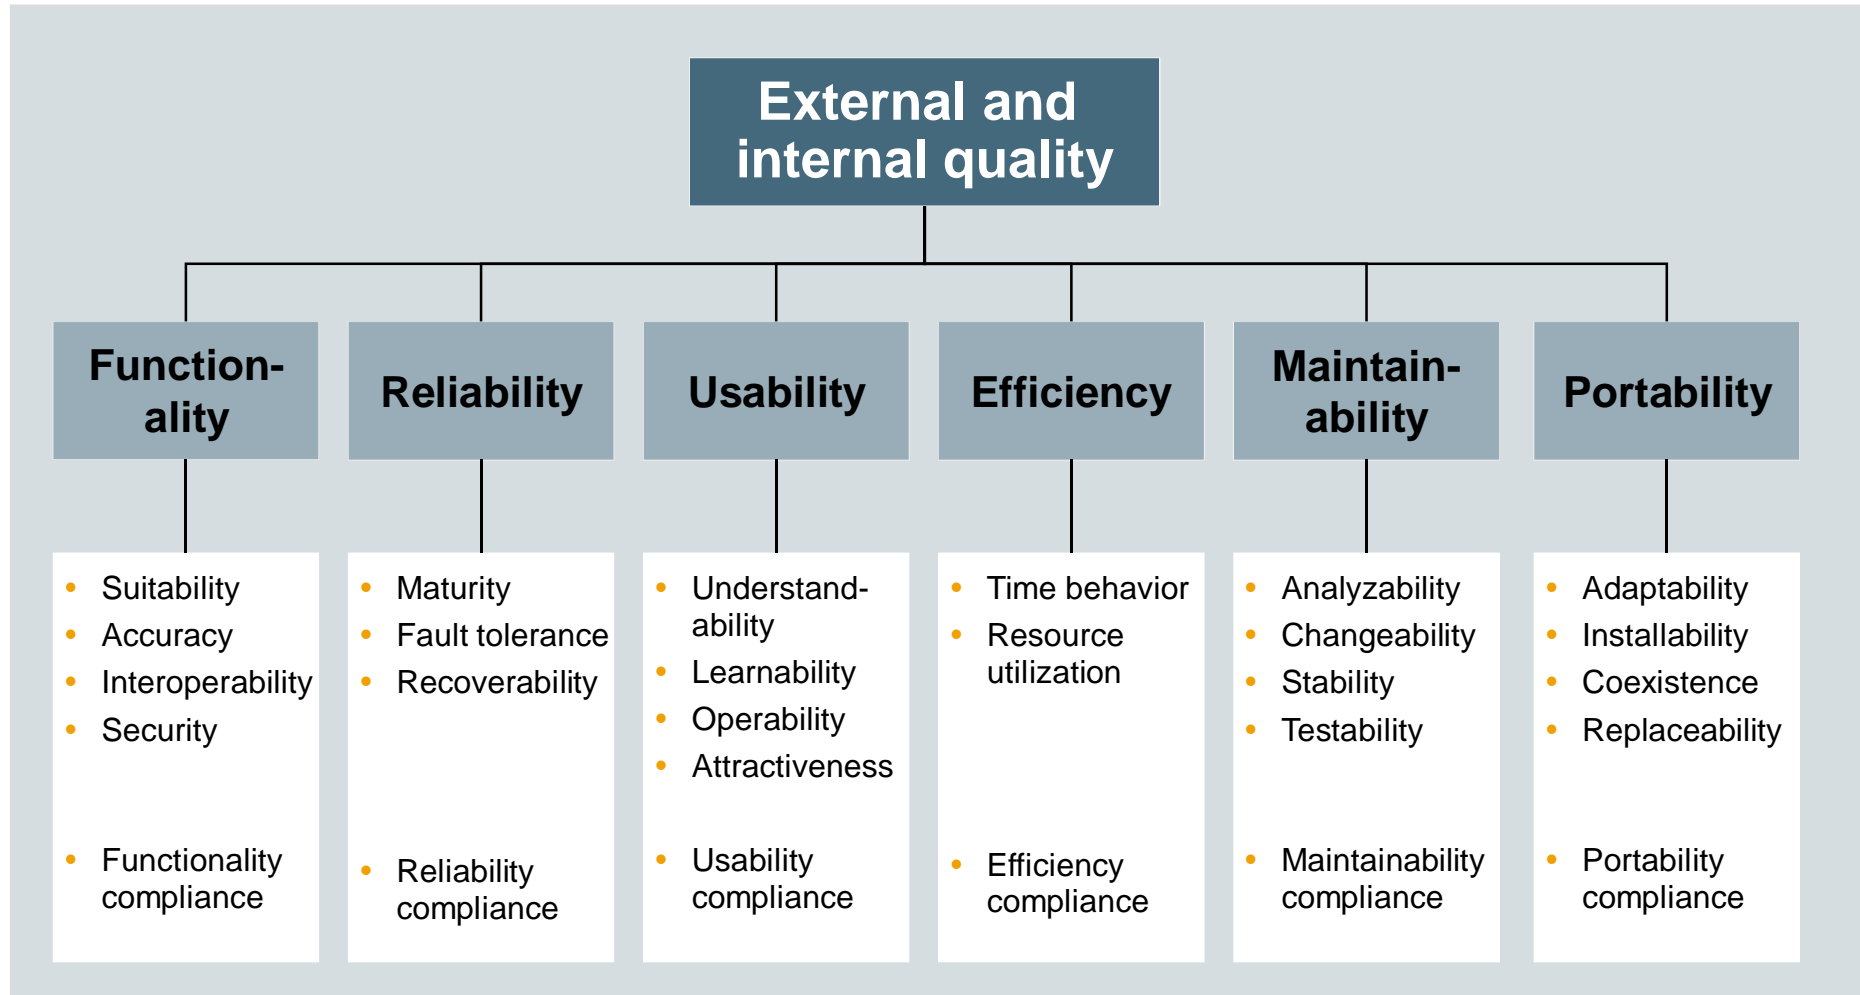 External and
internal quality
Function-
ality
Reliability
Usability
Efficiency
Maintain-
ability
Portability
• Suitability
• Accuracy
• Interoperability
• Security
• Functionality
compliance
• Maturity
• Fault tolerance
• Recoverability
• Reliability
compliance
• Understand-
ability
• Learnability
• Operability
• Attractiveness
• Usability
compliance
• Time behavior
• Resource
utilization
• Efficiency
compliance
• Analyzability
• Changeability
• Stability
• Testability
• Maintainability
compliance
• Adaptability
• Installability
• Coexistence
• Replaceability
• Portability
compliance